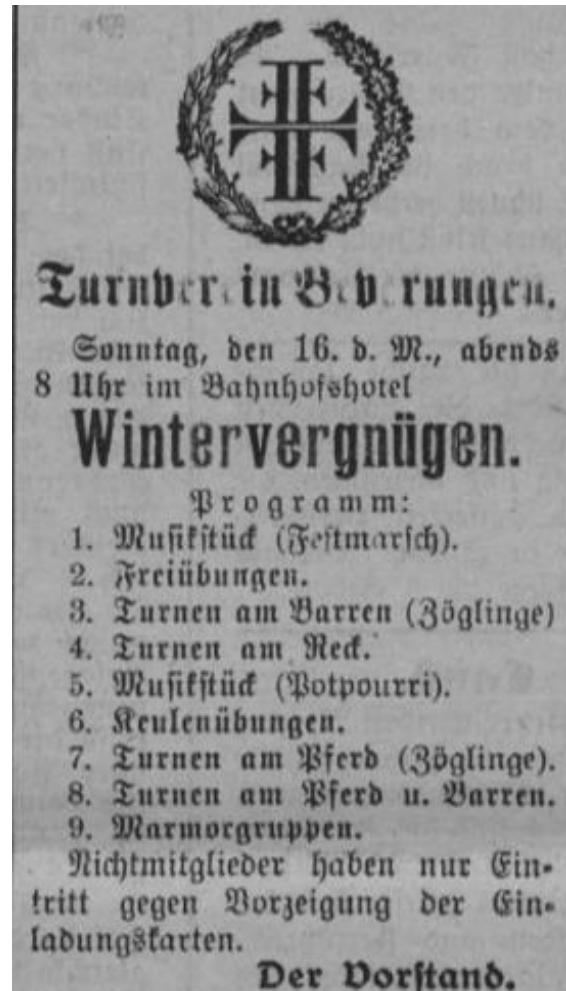 Turnverein Beverungen.
Sonntag, den 16. d. M., abends
8 Uhr im Bahnhofshotel
Wintervergnügen.
Programm:
1. Musikstück (Festmarsch).
2. Freiübungen.
3. Turnen am Barren (Zöglinge)
4. Turnen am Reck.
5. Musikstück (Potpourri).
6. Keulenübungen.
7. Turnen am Pferd (Zöglinge).
8. Turnen am Pferd u. Barren.
9. Marmorgruppen.
Nichtmitglieder haben nur Ein-
tritt gegen Vorzeigung der Ein-
ladungskarten.
Der Vorstand.